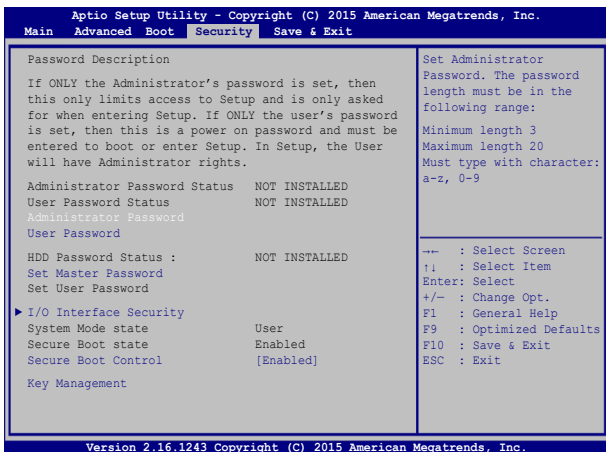 Aptio Setup Utility - Copyright (C) 2015 American Megatrends, Inc.
Main Advanced Boot Security Save & Exit
Password Description
If ONLY the Administrator's password is set, then
this only limits access to Setup and is only asked
for when entering Setup. If ONLY the user's password
is set, then this is a power on password and must be
entered to boot or enter Setup. In Setup, the User
will have Administrator rights.
Administrator Password Status NOT INSTALLED
User Password Status NOT INSTALLED
Administrator Password
User Password
HDD Password Status : NOT INSTALLED
Set Master Password
Set User Password
I/O Interface Security
System Mode state User
Secure Boot state Enabled
Secure Boot Control [Enabled]
Key Management
Set Administrator
Password. The password
length must be in the
following range:
Minimum length 3
Maximum length 20
Must type with character:
a-z, 0-9
→← : Select Screen
↑↓ : Select Item
Enter: Select
+/— : Change Opt.
F1 : General Help
F9 : Optimized Defaults
F10 : Save & Exit
ESC : Exit
Version 2.16.1243 Copyright (C) 2015 American Megatrends, Inc.